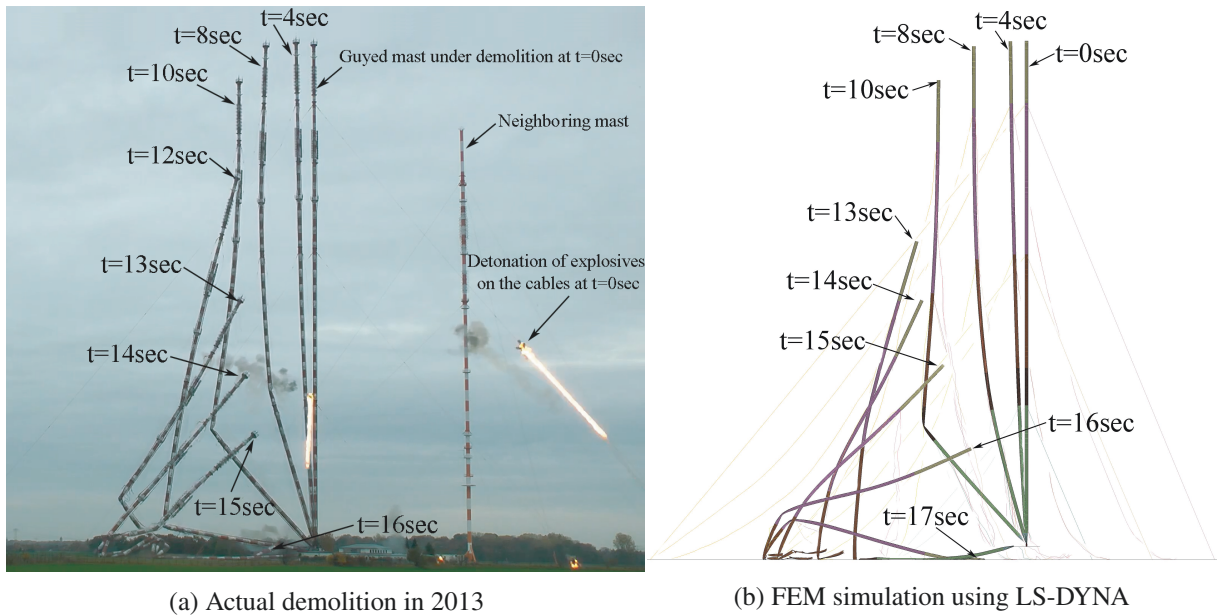 t=4sec
t=8sec
Guyed mast under demolition at t=0sec
t=10sec
Neighboring mast
t=12sec
t=13sec
Detonation of explosives
on the cables at t=0sec
t=14sec
t=15sec
t=16sec
(a) Actual demolition in 2013
t=4sec
t=8sec
t=0sec
t=10sec
t=13sec
t=14sec
t=15sec
t=16sec
t=17sec
(b) FEM simulation using LS-DYNA